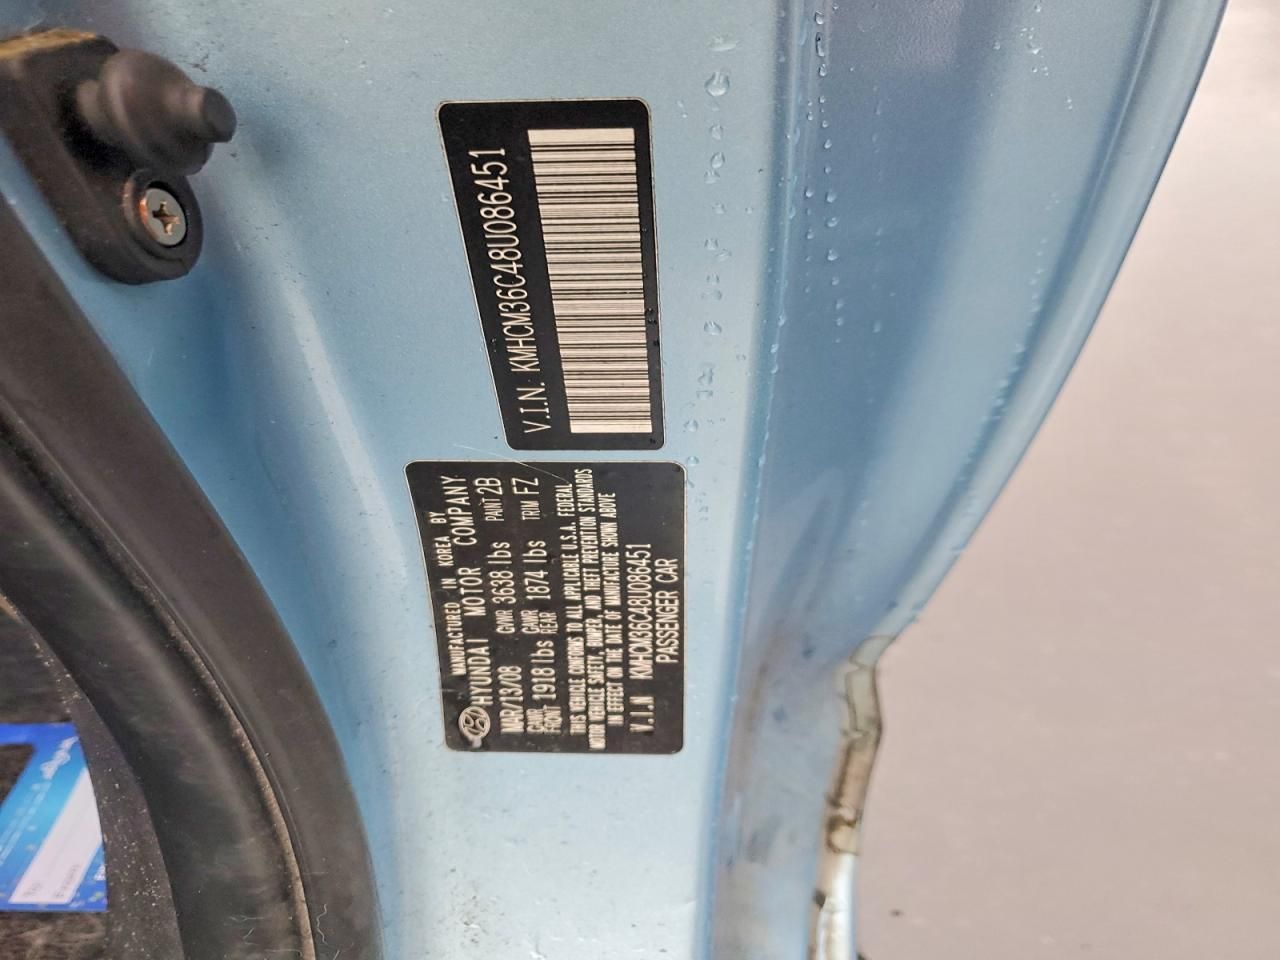 V.I.N. KMHCM36C48U086451
MANUFACTURED IN KOREA BY
HYUNDAI MOTOR COMPANY
MAR/13/08 GVWR 3638 lbs PAINT 2B
GAWR FRONT 1918 lbs GAWR REAR 1874 lbs TRIM FZ
THIS VEHICLE CONFORMS TO ALL APPLICABLE U.S.A. FEDERAL
MOTOR VEHICLE SAFETY, BUMPER, AND THEFT PREVENTION STANDARDS
IN EFFECT ON THE DATE OF MANUFACTURE SHOWN ABOVE
V.I.N KMHCM36C48U086451
PASSENGER CAR